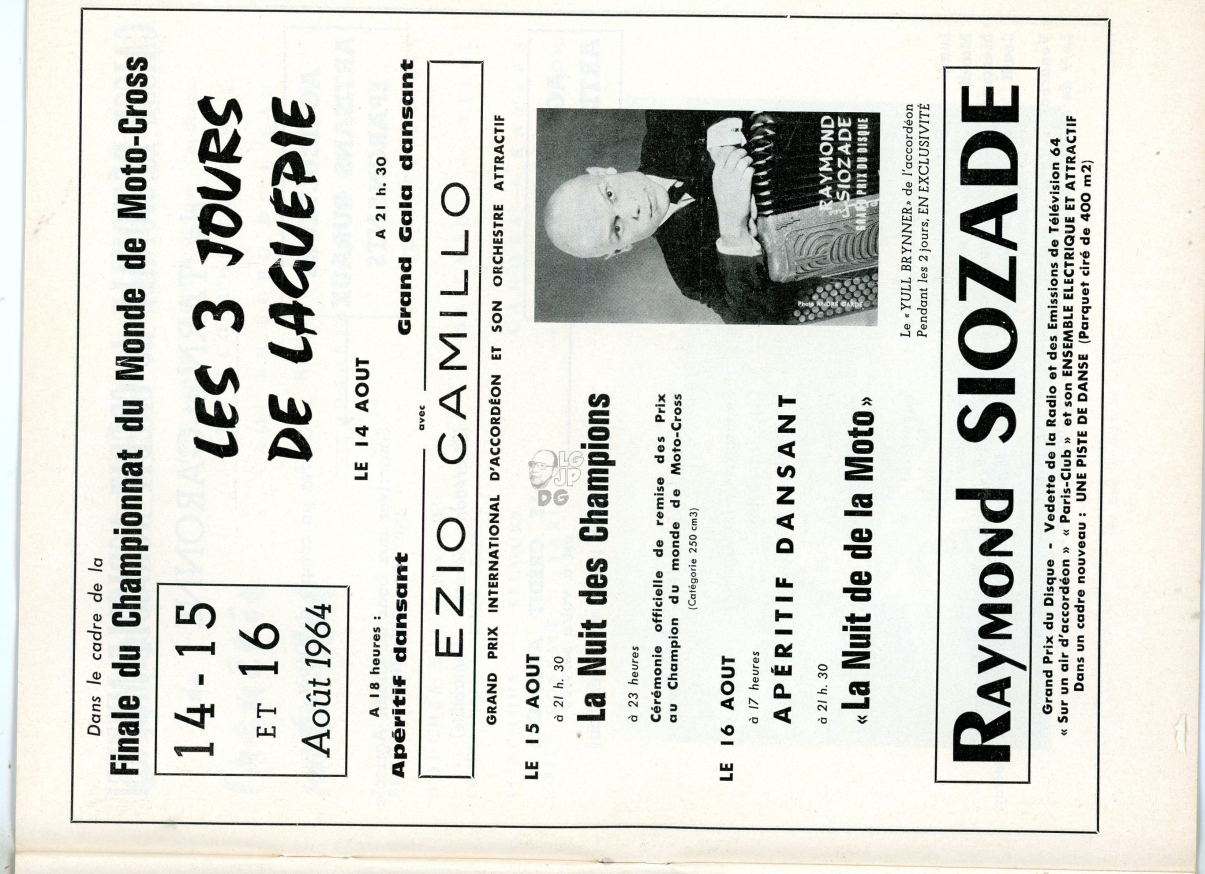 Dans le cadre de la
Finale du Championnat du Monde de Moto-Cross
14-15
ET 16
Août 1964
LES 3 JOURS
DE LAGUEPIE
LE 14 AOUT
A 18 heures :
A 21 h. 30
Apéritif dansant
Grand Gala dansant
avec
EZIO CAMILLO
GRAND PRIX INTERNATIONAL D'ACCORDÉON ET SON ORCHESTRE ATTRACTIF
LE 15 AOUT
à 21 h. 30
La Nuit des Champions
à 23 heures
Cérémonie officielle de remise des Prix
au Champion du monde de Moto-Cross
(Catégorie 250 cm3)
LE 16 AOUT
à 17 heures
APÉRITIF DANSANT
à 21 h. 30
« La Nuit de la Moto »
RAYMOND
SIOZADE
GRAND PRIX DU DISQUE
Photo ANDRÉ GARDÉ
LG
JP
DG
Le « YULL BRYNNER » de l'accordéon
Pendant les 2 jours, EN EXCLUSIVITÉ
RAYMOND SIOZADE
Grand Prix du Disque - Vedette de la Radio et des Emissions de Télévision 64
« Sur un air d'accordéon » « Paris-Club » et son ENSEMBLE ELECTRIQUE ET ATTRACTIF
Dans un cadre nouveau : UNE PISTE DE DANSE (Parquet ciré de 400 m2)